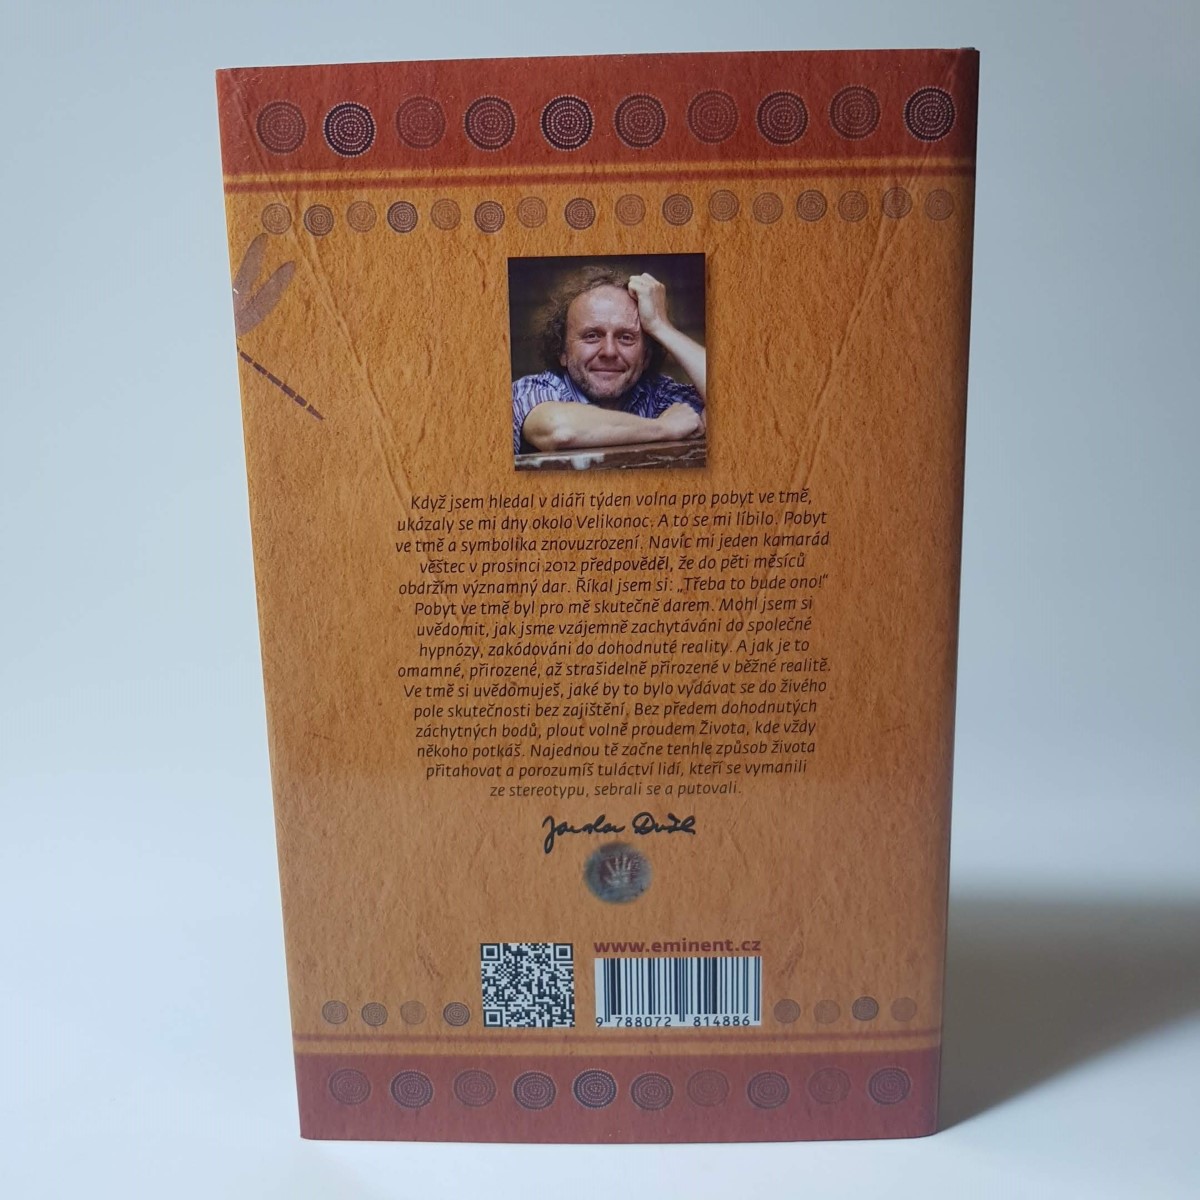 Když jsem hledal v diáři týden volna pro pobyt ve tmě,
ukázaly se mi dny okolo Velikonoc. A to se mi líbilo. Pobyt
ve tmě a symbolika znovuzrození. Navíc mi jeden kamarád
věštec v prosinci 2012 předpověděl, že do pěti měsíců
obdržím významný dar. Říkal jsem si: „Třeba to bude ono!“
Pobyt ve tmě byl pro mě skutečně darem. Mohl jsem si
uvědomit, jak jsme vzájemně zachytáváni do společné
hypnózy, zakódováni do dohodnuté reality. A jak je to
omamné, přirozené, až strašidelně přirozené v běžné realitě.
Ve tmě si uvědomuješ, jaké by to bylo vydávat se do živého
pole skutečnosti bez zajištění. Bez předem dohodnutých
záchytných bodů, plout volně proudem Života, kde vždy
někoho potkáš. Najednou tě začne tenhle způsob života
přitahovat a porozumíš tuláctví lidí, kteří se vymanili
ze stereotypu, sebrali se a putovali.
Jaroslav Dušek
www.eminent.cz
9 788072 814886